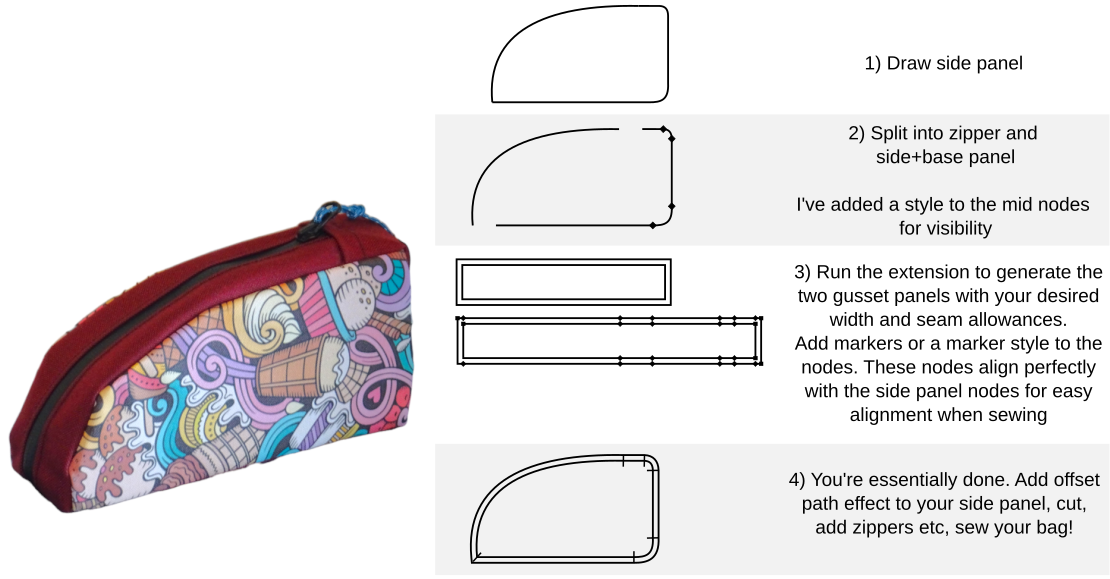 1) Draw side panel
2) Split into zipper and
side+base panel
I've added a style to the mid nodes
for visibility
3) Run the extension to generate the
two gusset panels with your desired
width and seam allowances.
Add markers or a marker style to the
nodes. These nodes align perfectly
with the side panel nodes for easy
alignment when sewing
4) You're essentially done. Add offset
path effect to your side panel, cut,
add zippers etc, sew your bag!